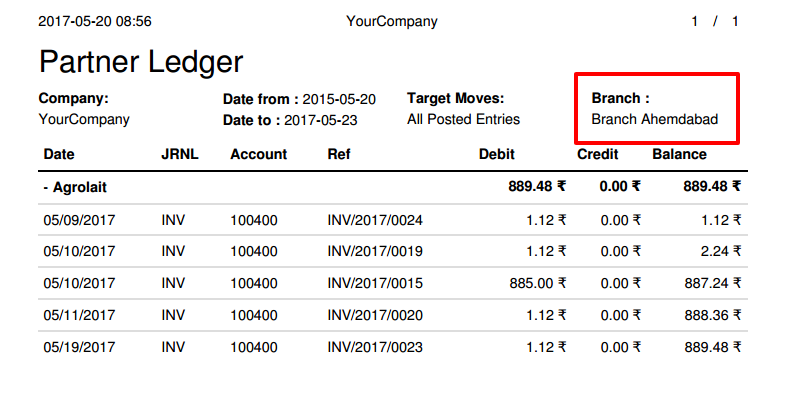 2017-05-20 08:56 YourCompany 1 / 1
Partner Ledger
Company: Date from : 2015-05-20 Target Moves: Branch :
YourCompany Date to : 2017-05-23 All Posted Entries Branch Ahemdabad
Date JRNL Account Ref Debit Credit Balance
- Agrolait 889.48 ₹ 0.00 ₹ 889.48 ₹
05/09/2017 INV 100400 INV/2017/0024 1.12 ₹ 0.00 ₹ 1.12 ₹
05/10/2017 INV 100400 INV/2017/0019 1.12 ₹ 0.00 ₹ 2.24 ₹
05/10/2017 INV 100400 INV/2017/0015 885.00 ₹ 0.00 ₹ 887.24 ₹
05/11/2017 INV 100400 INV/2017/0020 1.12 ₹ 0.00 ₹ 888.36 ₹
05/19/2017 INV 100400 INV/2017/0023 1.12 ₹ 0.00 ₹ 889.48 ₹